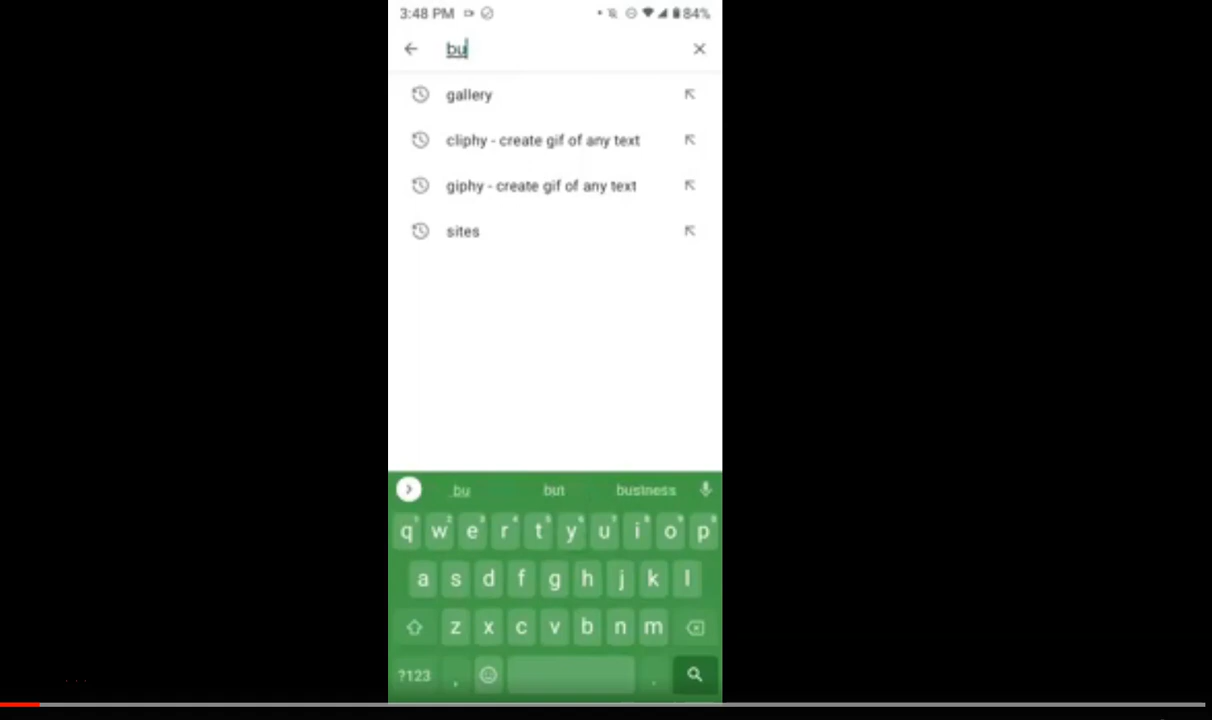 3:48 PM 84%
bu
gallery
cliphy - create gif of any text
giphy - create gif of any text
sites
bu but business
q w e r t y u i o p
a s d f g h j k l
z x c v b n m
?123 , .